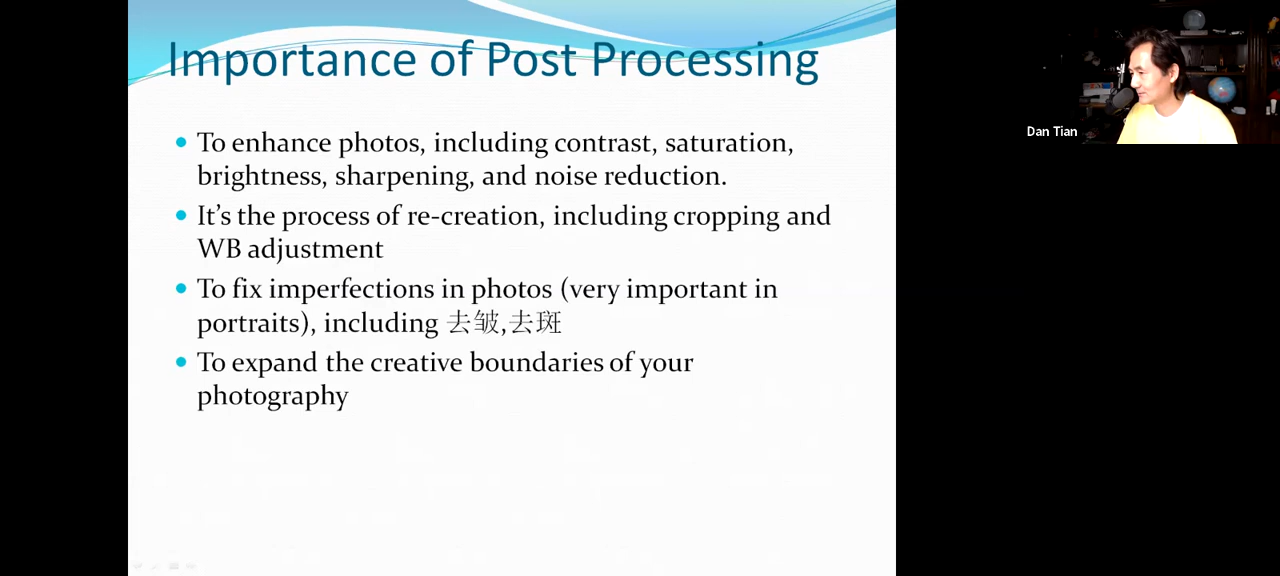 Importance of Post Processing
• To enhance photos, including contrast, saturation,
brightness, sharpening, and noise reduction.
• It's the process of re-creation, including cropping and
WB adjustment
• To fix imperfections in photos (very important in
portraits), including 去皱,去斑
• To expand the creative boundaries of your
photography
Dan Tian